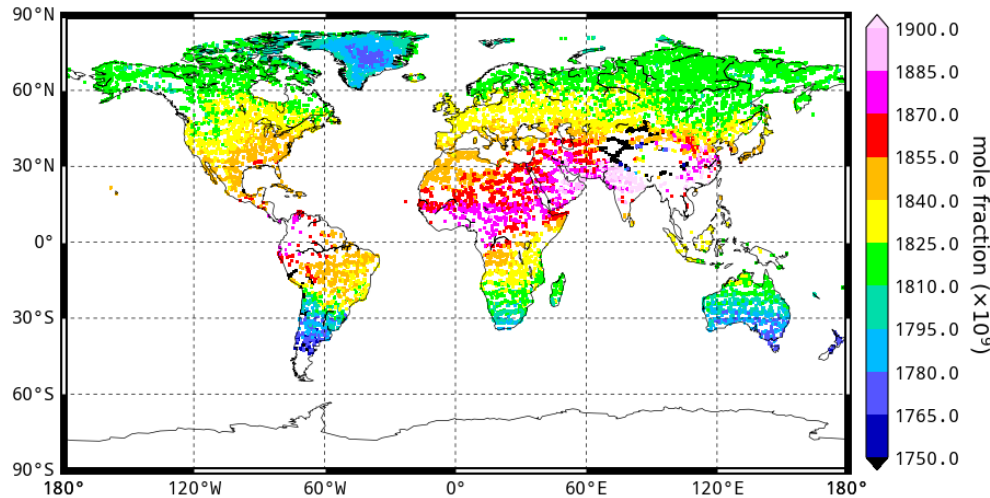 90°N
60°N
30°N
0°
30°S
60°S
90°S
180°
120°W
60°W
0°E
60°E
120°E
180°
1900.0
1885.0
1870.0
1855.0
1840.0
1825.0
1810.0
1795.0
1780.0
1765.0
1750.0
mole fraction (×10⁹)